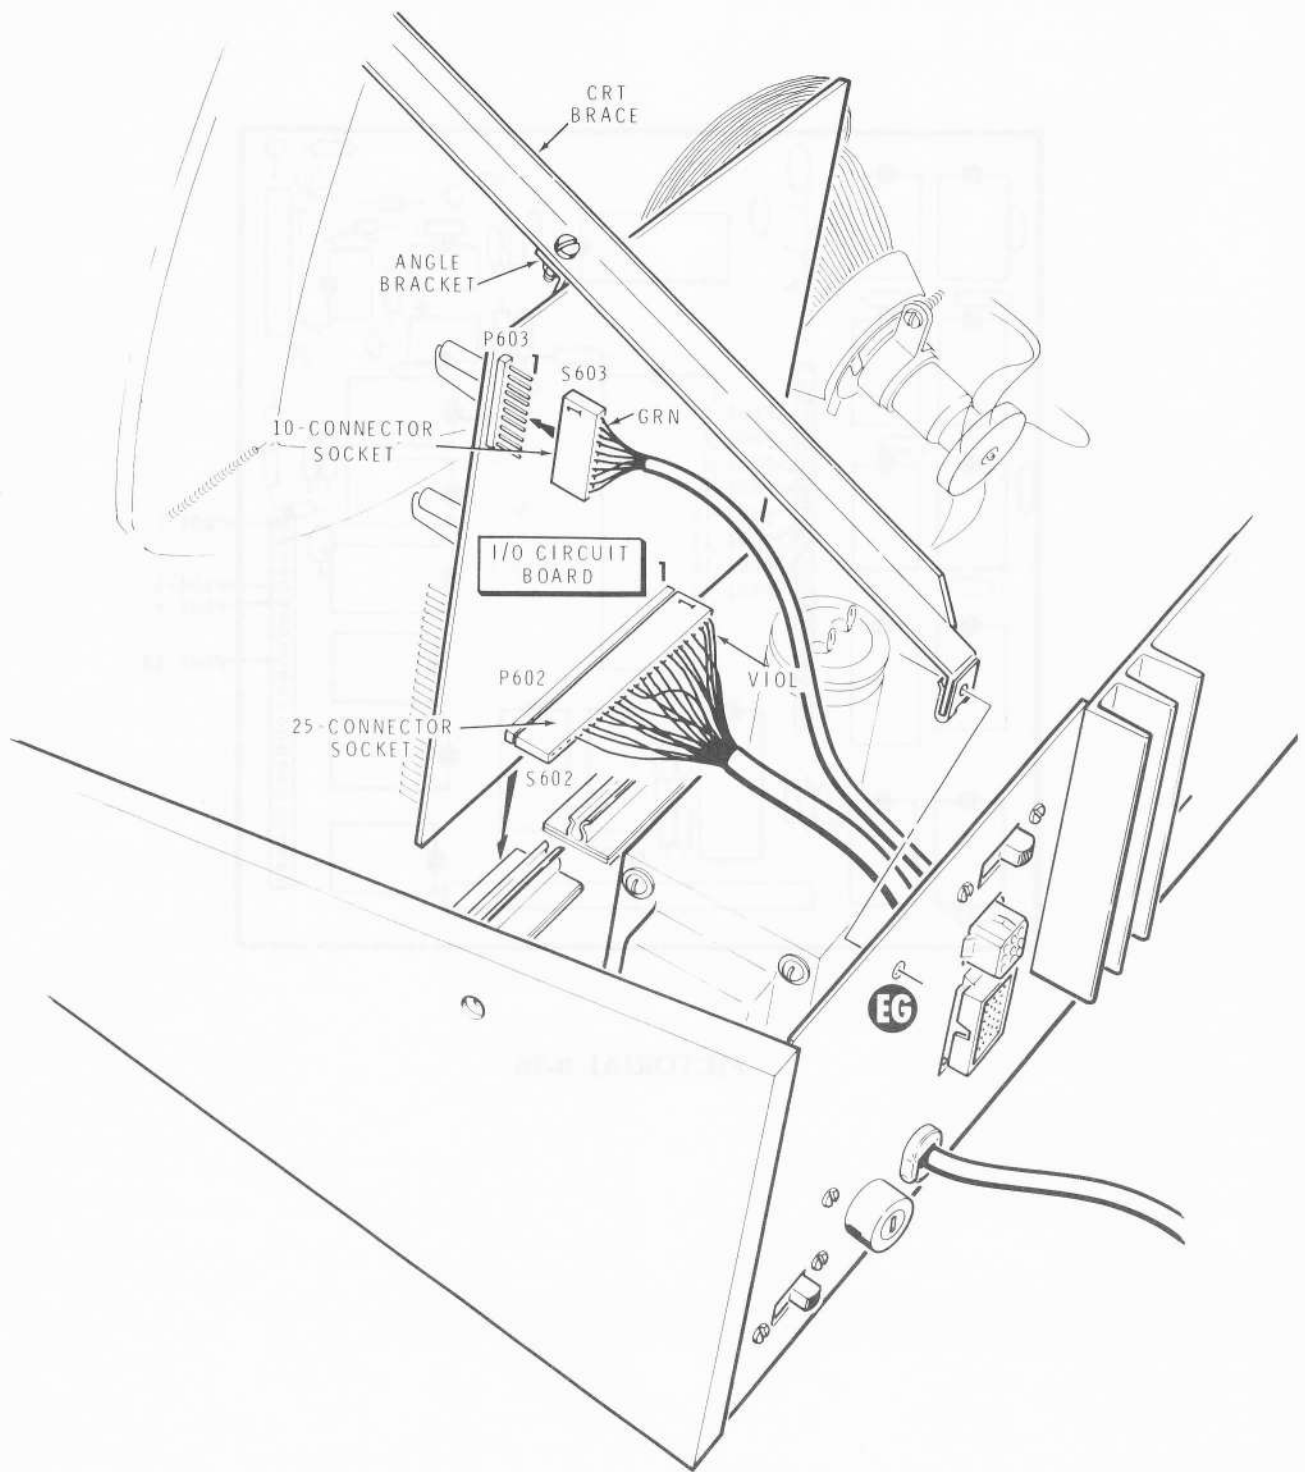 CRT
BRACE
ANGLE
BRACKET
P603
1
S603
1
GRN
10-CONNECTOR
SOCKET
I/O CIRCUIT
BOARD
1
1
P602
VIOL
25-CONNECTOR
SOCKET
S602
EG